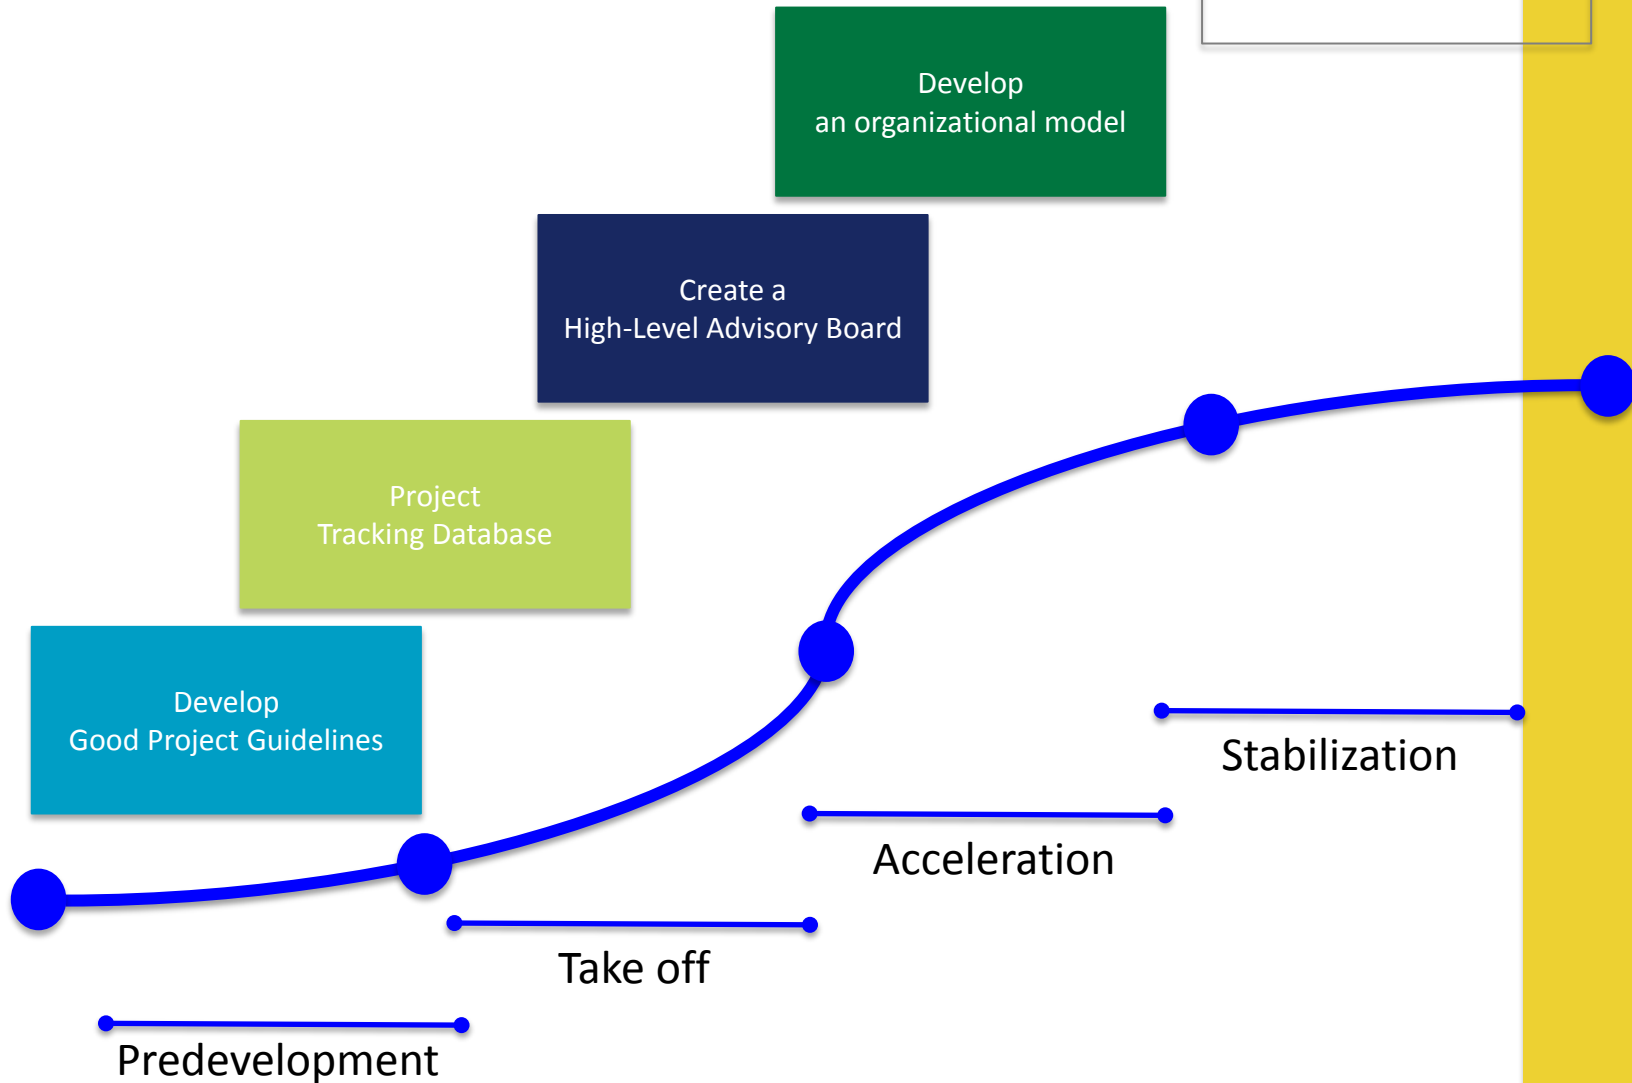 Develop
an organizational model
Create a
High-Level Advisory Board
Project
Tracking Database
Develop
Good Project Guidelines
Stabilization
Acceleration
Take off
Predevelopment